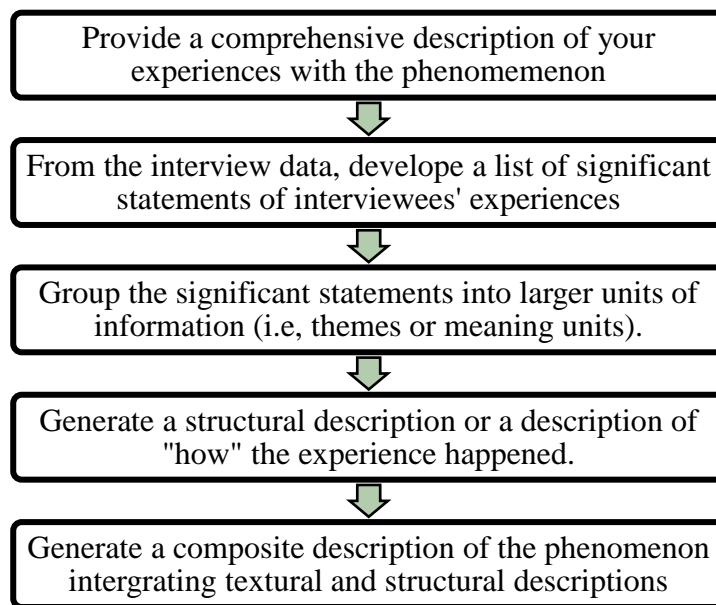 Provide a comprehensive description of your
experiences with the phenomemenon
From the interview data, develope a list of significant
statements of interviewees' experiences
Group the significant statements into larger units of
information (i.e, themes or meaning units).
Generate a structural description or a description of
"how" the experience happened.
Generate a composite description of the phenomenon
intergrating textural and structural descriptions